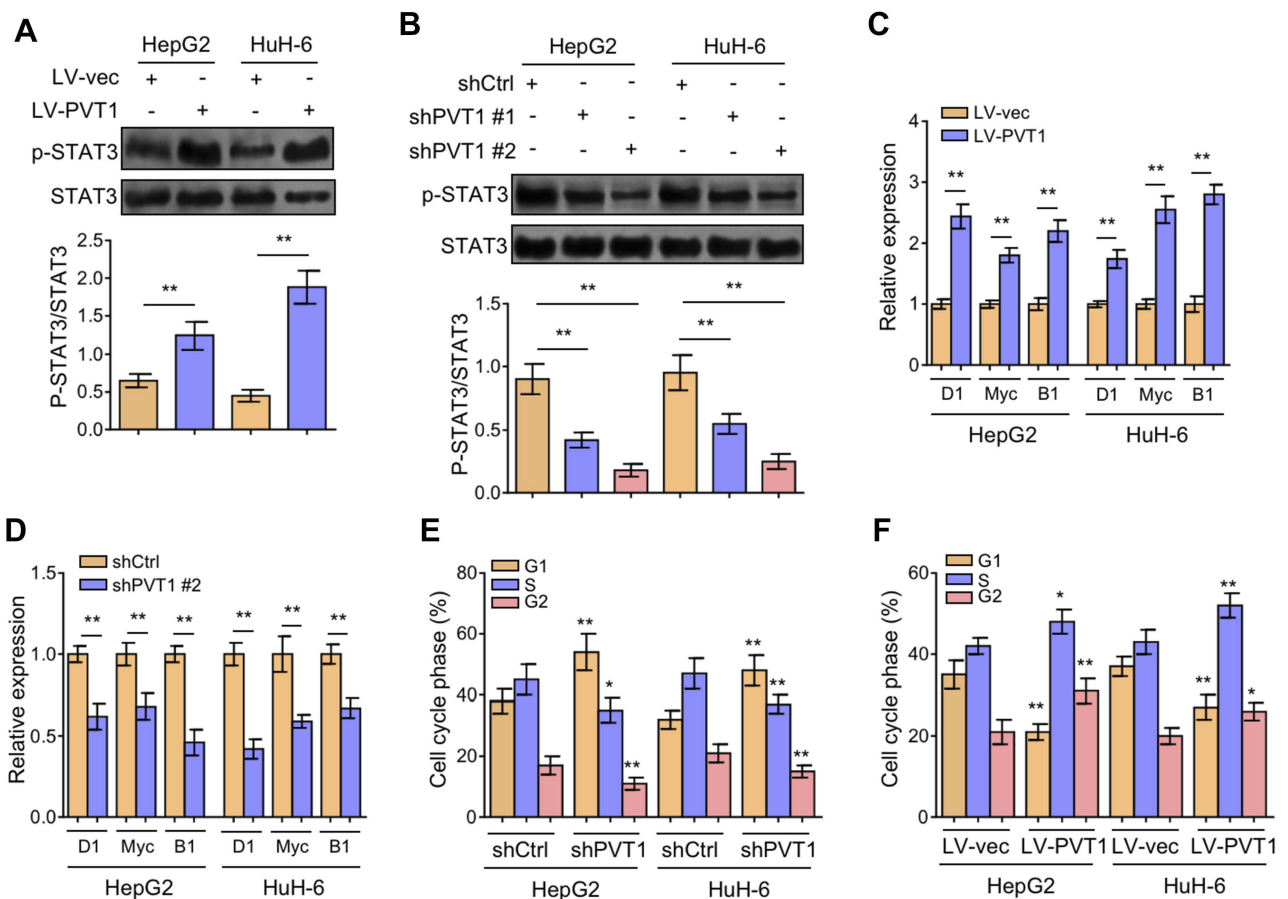 A
HepG2 HuH-6
LV-vec + - + -
LV-PVT1 - + - +
p-STAT3
STAT3
P-STAT3/STAT3
2.5
2.0
1.5
1.0
0.5
0.0
**
**
B
HepG2 HuH-6
shCtrl + - - + - -
shPVT1 #1 - + - - + -
shPVT1 #2 - - + - - +
p-STAT3
STAT3
P-STAT3/STAT3
1.5
1.0
0.5
0.0
** **
** **
C
LV-vec
LV-PVT1
Relative expression
4
3
2
1
0
** ** ** ** ** **
D1 Myc B1 D1 Myc B1
HepG2 HuH-6
D
shCtrl
shPVT1 #2
Relative expression
1.5
1.0
0.5
0.0
** ** ** ** ** **
D1 Myc B1 D1 Myc B1
HepG2 HuH-6
E
G1
S
G2
Cell cycle phase (%)
80
60
40
20
0
** * ** ** ** **
shCtrl shPVT1 shCtrl shPVT1
HepG2 HuH-6
F
G1
S
G2
Cell cycle phase (%)
60
40
20
0
** * ** ** ** *
LV-vec LV-PVT1 LV-vec LV-PVT1
HepG2 HuH-6